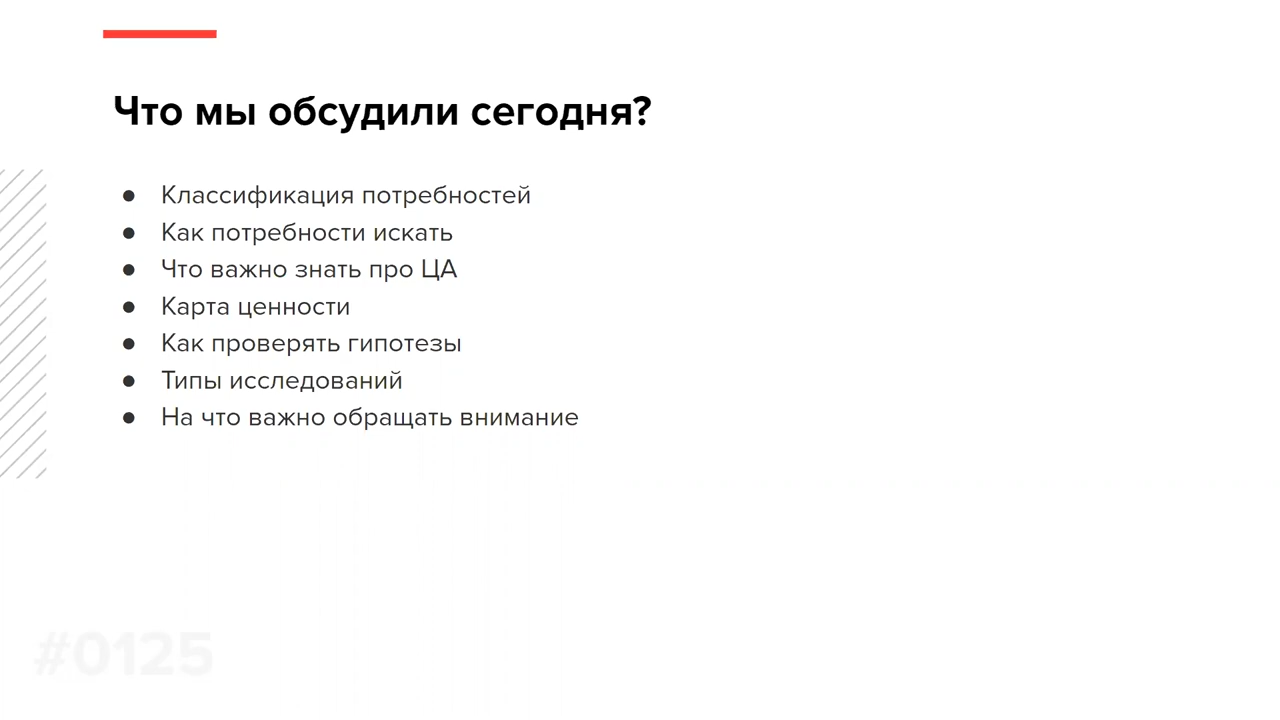 Что мы обсудили сегодня?
● Классификация потребностей
● Как потребности искать
● Что важно знать про ЦА
● Карта ценности
● Как проверять гипотезы
● Типы исследований
● На что важно обращать внимание
#0125